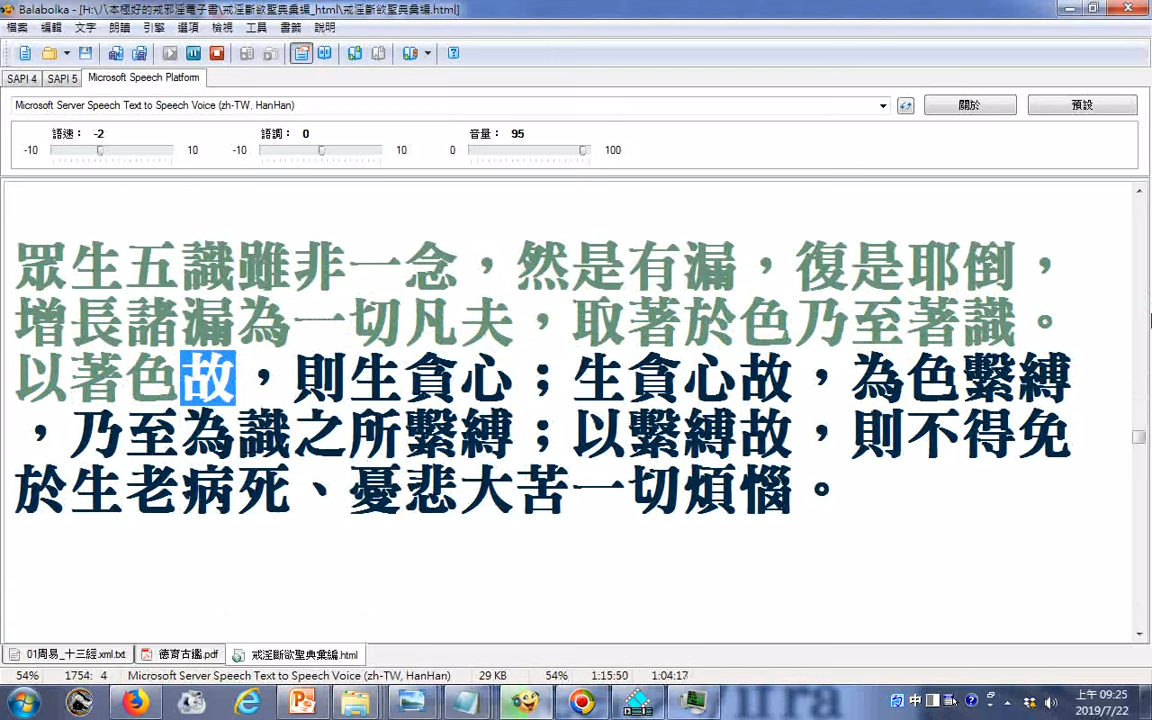 Balabolka - [H:\八本極好的戒邪淫電子書\戒淫斷欲聖典彙編_html\戒淫斷欲聖典彙編.html]
檔案 編輯 文字 朗讀 引擎 選項 檢視 工具 書籤 說明
SAPI 4 SAPI 5 Microsoft Speech Platform
Microsoft Server Speech Text to Speech Voice (zh-TW, HanHan) 關於 預設
語速： -2 語調： 0 音量： 95
-10 10 -10 10 0 100
眾生五識雖非一念，然是有漏，復是耶倒，
增長諸漏為一切凡夫，取著於色乃至著識。
以著色故，則生貪心；生貪心故，為色繫縛
，乃至為識之所繫縛；以繫縛故，則不得免
於生老病死、憂悲大苦一切煩惱。
01周易_十三經.xml.txt 德育古鑑.pdf 戒淫斷欲聖典彙編.html
54% 1754: 4 Microsoft Server Speech Text to Speech Voice (zh-TW, HanHan) 29 KB 54% 1:15:50 1:04:17
中 上午 09:25
2019/7/22